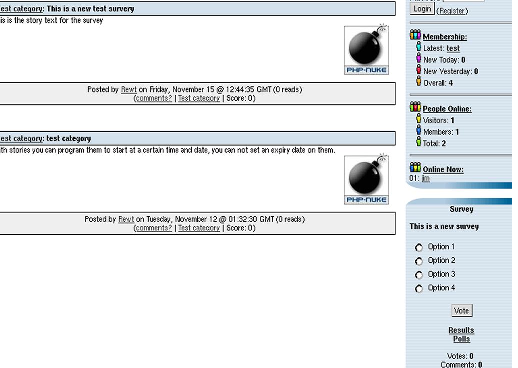 est category: This is a new test survery
is is the story text for the survey
PHP-NUKE
Posted by Rewt on Friday, November 15 @ 12:44:35 GMT (0 reads)
(comments? | Test category | Score: 0)
est category: test category
th stories you can program them to start at a certain time and date, you can not set an expiry date on them.
PHP-NUKE
Posted by Rewt on Tuesday, November 12 @ 01:32:30 GMT (0 reads)
(comments? | Test category | Score: 0)
Login (Register)
Membership:
Latest: test
New Today: 0
New Yesterday: 0
Overall: 4
People Online:
Visitors: 1
Members: 1
Total: 2
Online Now:
01: jim
Survey
This is a new survey
Option 1
Option 2
Option 3
Option 4
Vote
Results
Polls
Votes: 0
Comments: 0